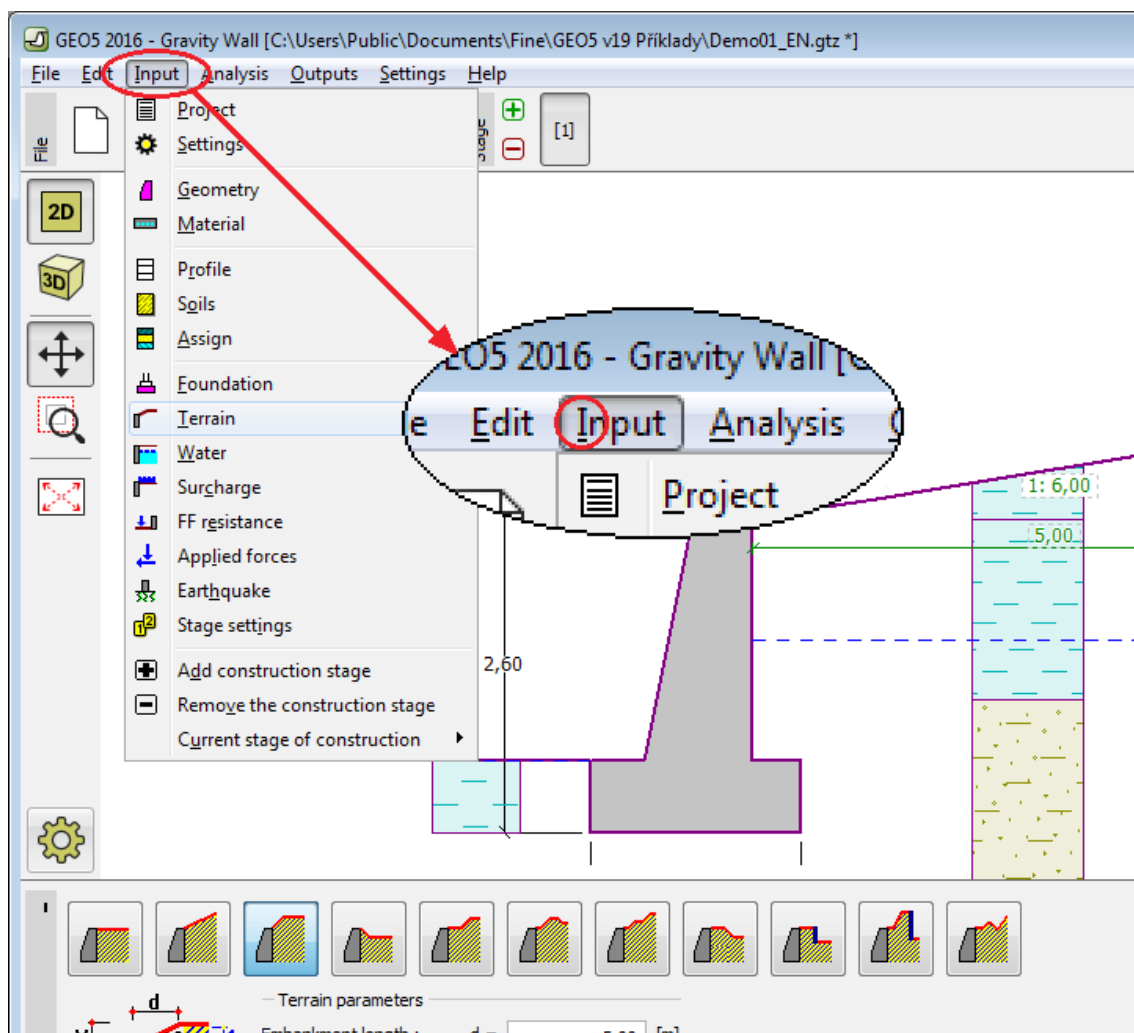 GEO5 2016 - Gravity Wall [C:\Users\Public\Documents\Fine\GEO5 v19 Příklady\Demo01_EN.gtz *]
File Edit Input Analysis Outputs Settings Help
File
Project
Settings
Geometry
Material
Profile
Soils
Assign
Foundation
Terrain
Water
Surcharge
FF resistance
Applied forces
Earthquake
Stage settings
Add construction stage
Remove the construction stage
Current stage of construction
[1]
2D
3D
EO5 2016 - Gravity Wall [
e Edit Input Analysis
Project
1: 6,00
5,00
2,60
d
Terrain parameters
Embankment length : d = 5,00 [m]